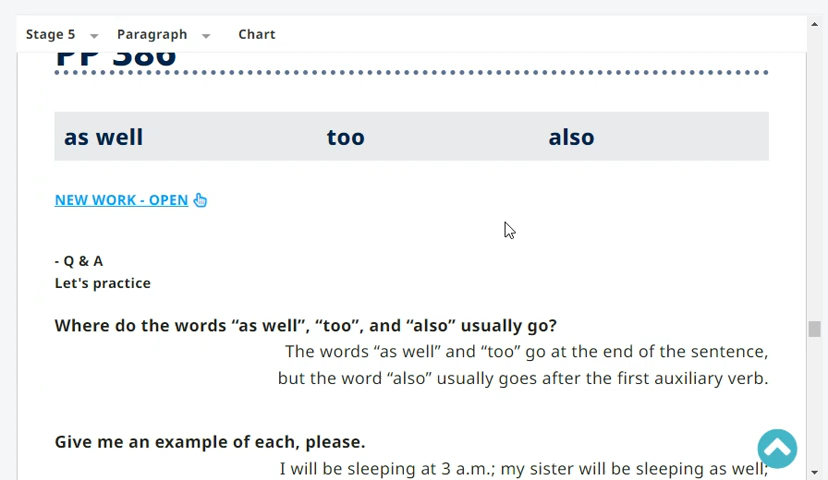 Stage 5 Paragraph Chart
PP 386
as well too also
NEW WORK - OPEN
- Q & A
Let's practice
Where do the words “as well”, “too”, and “also” usually go?
The words “as well” and “too” go at the end of the sentence,
but the word “also” usually goes after the first auxiliary verb.
Give me an example of each, please.
I will be sleeping at 3 a.m.; my sister will be sleeping as well;